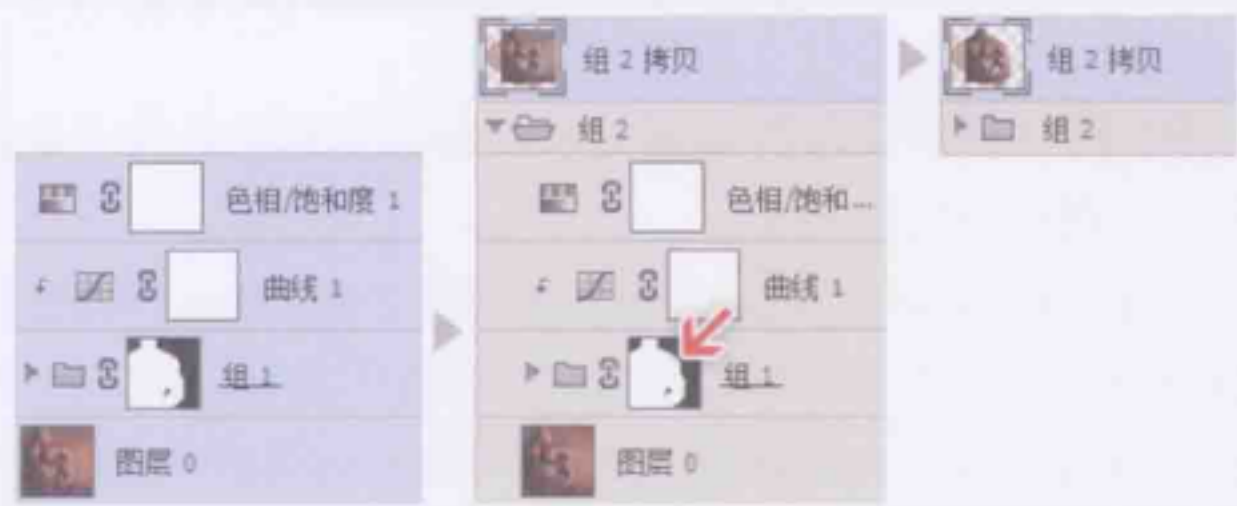 色相/饱和度 1
曲线 1
组 1
图层 0
组 2 拷贝
组 2
色相/饱和...
曲线 1
组 1
图层 0
组 2 拷贝
组 2